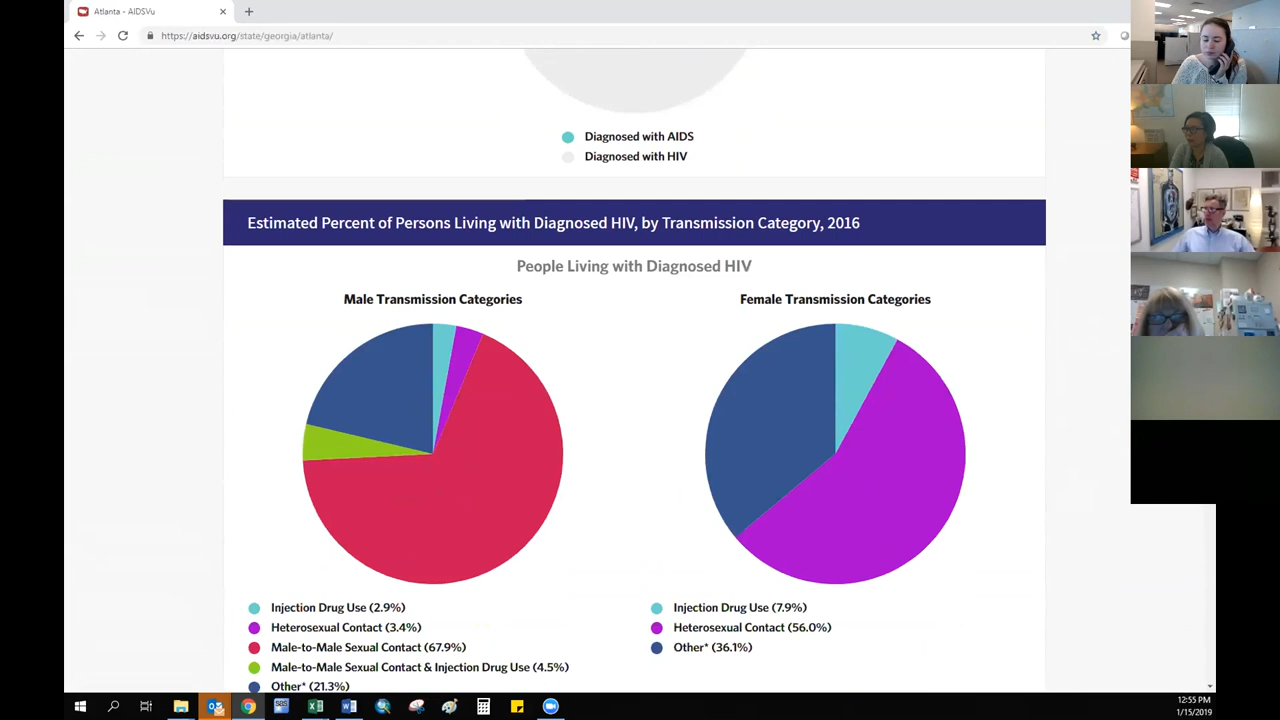 Atlanta - AIDSVu
https://aidsvu.org/state/georgia/atlanta/
Diagnosed with AIDS
Diagnosed with HIV
Estimated Percent of Persons Living with Diagnosed HIV, by Transmission Category, 2016
People Living with Diagnosed HIV
Male Transmission Categories
Injection Drug Use (2.9%)
Heterosexual Contact (3.4%)
Male-to-Male Sexual Contact (67.9%)
Male-to-Male Sexual Contact & Injection Drug Use (4.5%)
Other* (21.3%)
Female Transmission Categories
Injection Drug Use (7.9%)
Heterosexual Contact (56.0%)
Other* (36.1%)
SBS
12:55 PM
1/15/2019